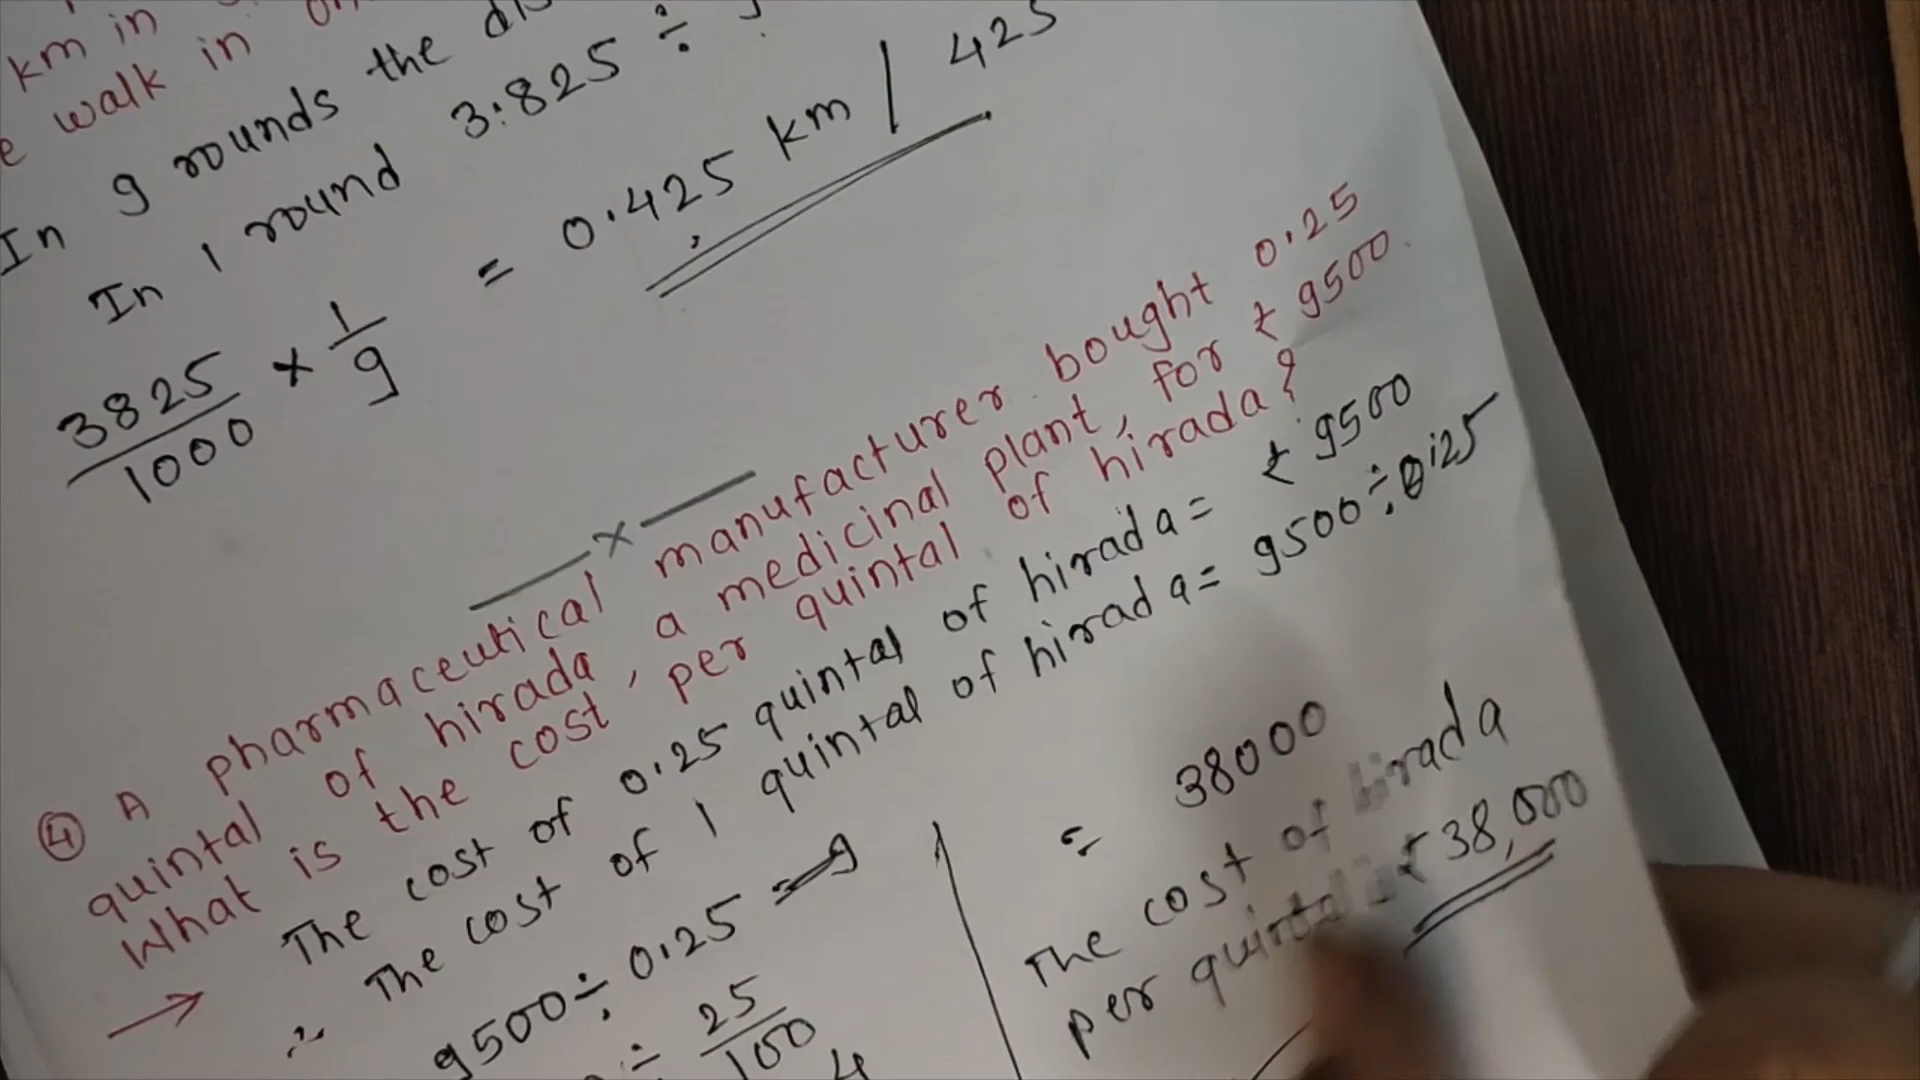 km in
walk in
In 9 rounds the
In 1 round 3.825 ÷
3825/1000 × 1/9 = 0.425 km / 425
—×—
④ A pharmaceutical manufacturer bought 0.25
quintal of hirada, a medicinal plant, for ₹ 9500.
What is the cost, per quintal of hirada?
→ The cost of 0.25 quintal of hirada = ₹ 9500
∴ The cost of 1 quintal of hirada = 9500 ÷ 0.25
9500 ÷ 0.25 =
÷ 25/100
4
= 38000
The cost of hirada
per quintal = ₹ 38,000